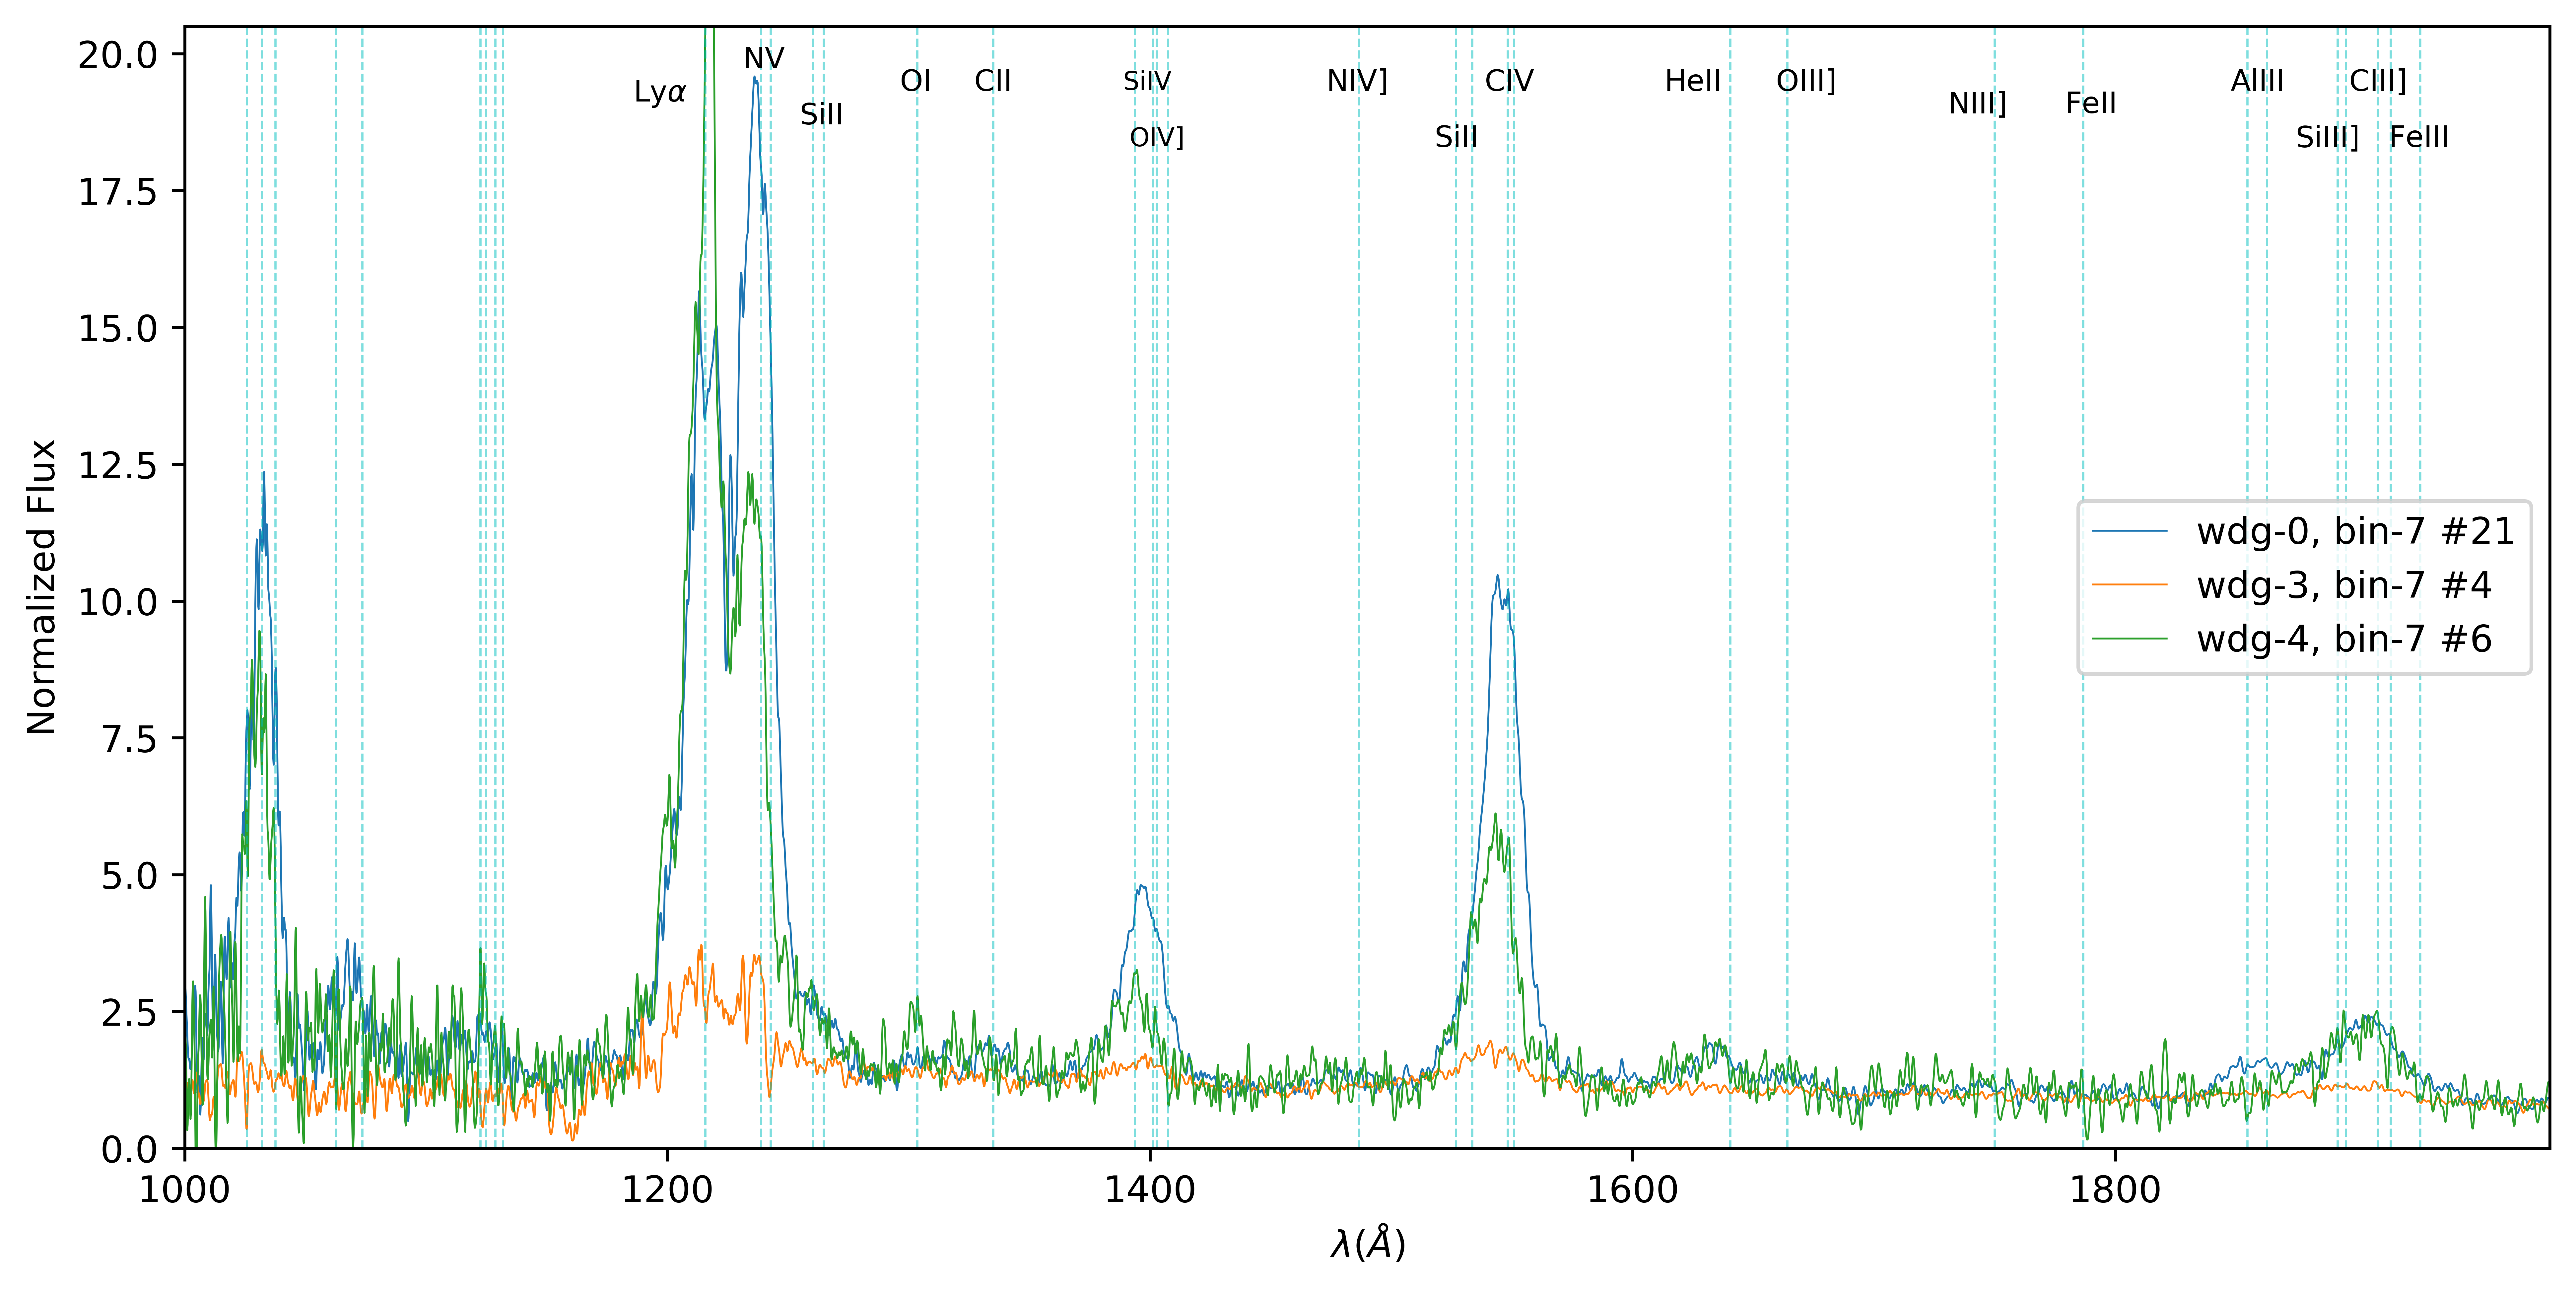 20.0
17.5
15.0
12.5
10.0
7.5
5.0
2.5
0.0
Normalized Flux
NV
Lyα
SiII
OI
CII
SiIV
OIV]
NIV]
CIV
SiII
HeII
OIII]
NIII]
FeII
AlIII
CIII]
SiIII]
FeIII
wdg-0, bin-7 #21
wdg-3, bin-7 #4
wdg-4, bin-7 #6
1000
1200
1400
1600
1800
λ(Å)